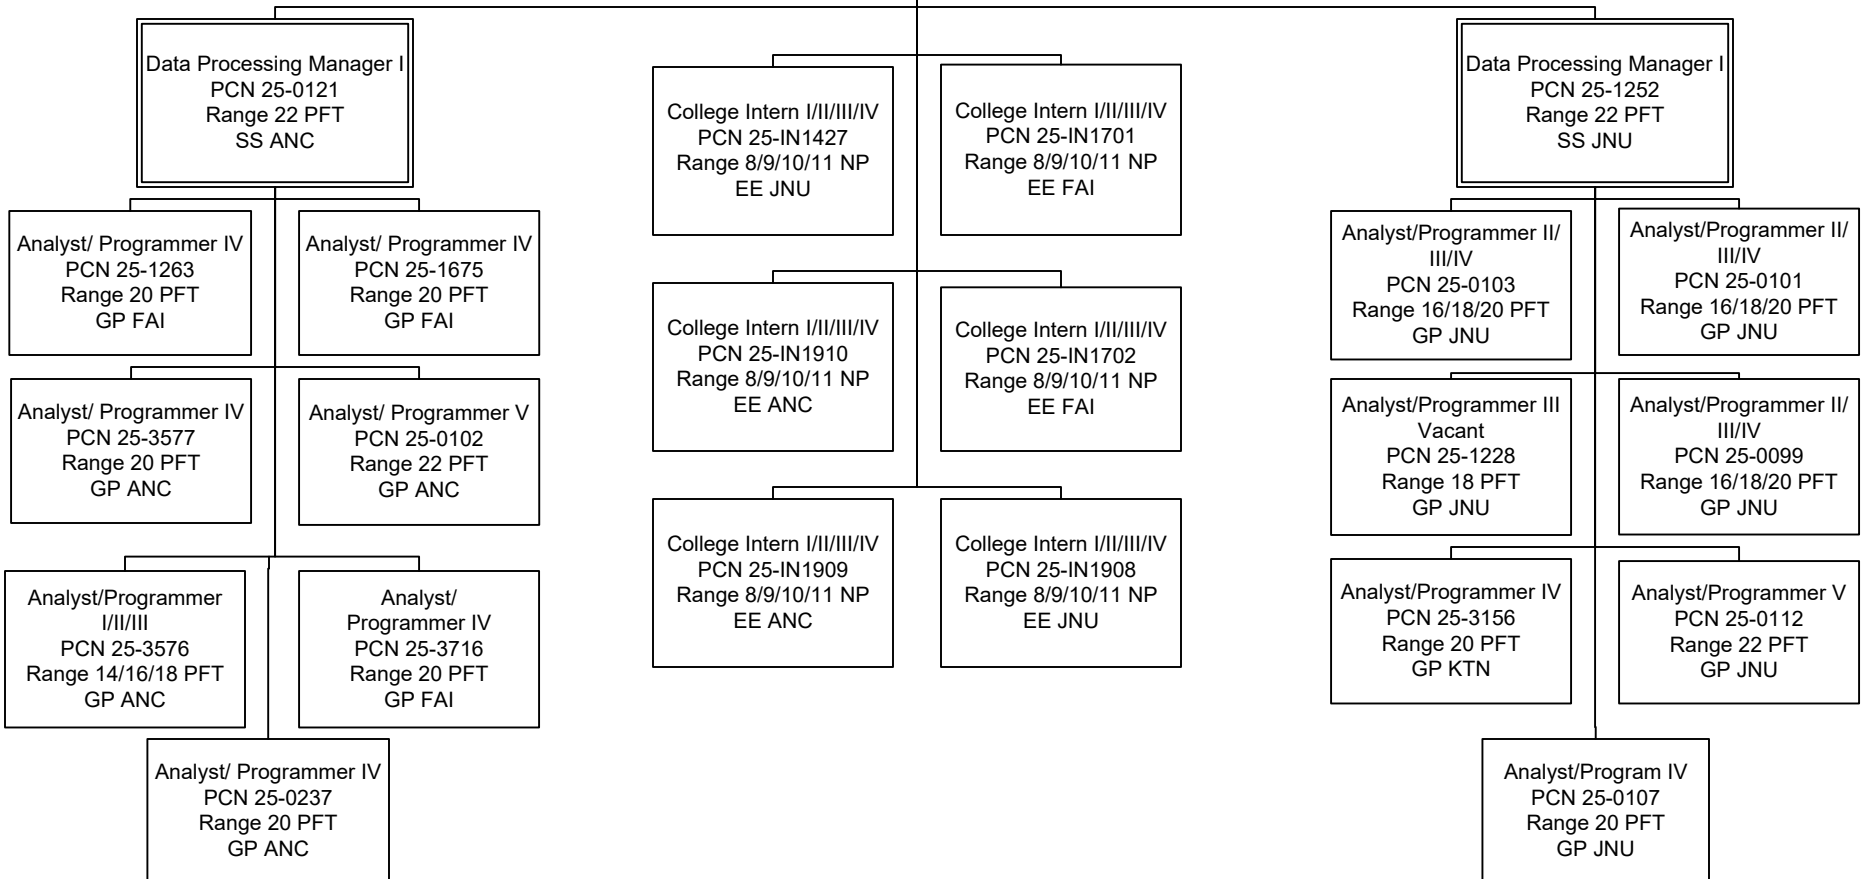 Data Processing Manager I
PCN 25-0121
Range 22 PFT
SS ANC
Analyst/ Programmer IV
PCN 25-1263
Range 20 PFT
GP FAI
Analyst/ Programmer IV
PCN 25-1675
Range 20 PFT
GP FAI
Analyst/ Programmer IV
PCN 25-3577
Range 20 PFT
GP ANC
Analyst/ Programmer V
PCN 25-0102
Range 22 PFT
GP ANC
Analyst/Programmer
I/II/III
PCN 25-3576
Range 14/16/18 PFT
GP ANC
Analyst/
Programmer IV
PCN 25-3716
Range 20 PFT
GP FAI
Analyst/ Programmer IV
PCN 25-0237
Range 20 PFT
GP ANC
College Intern I/II/III/IV
PCN 25-IN1427
Range 8/9/10/11 NP
EE JNU
College Intern I/II/III/IV
PCN 25-IN1701
Range 8/9/10/11 NP
EE FAI
College Intern I/II/III/IV
PCN 25-IN1910
Range 8/9/10/11 NP
EE ANC
College Intern I/II/III/IV
PCN 25-IN1702
Range 8/9/10/11 NP
EE FAI
College Intern I/II/III/IV
PCN 25-IN1909
Range 8/9/10/11 NP
EE ANC
College Intern I/II/III/IV
PCN 25-IN1908
Range 8/9/10/11 NP
EE JNU
Data Processing Manager I
PCN 25-1252
Range 22 PFT
SS JNU
Analyst/Programmer II/
III/IV
PCN 25-0103
Range 16/18/20 PFT
GP JNU
Analyst/Programmer II/
III/IV
PCN 25-0101
Range 16/18/20 PFT
GP JNU
Analyst/Programmer III
Vacant
PCN 25-1228
Range 18 PFT
GP JNU
Analyst/Programmer II/
III/IV
PCN 25-0099
Range 16/18/20 PFT
GP JNU
Analyst/Programmer IV
PCN 25-3156
Range 20 PFT
GP KTN
Analyst/Programmer V
PCN 25-0112
Range 22 PFT
GP JNU
Analyst/Program IV
PCN 25-0107
Range 20 PFT
GP JNU